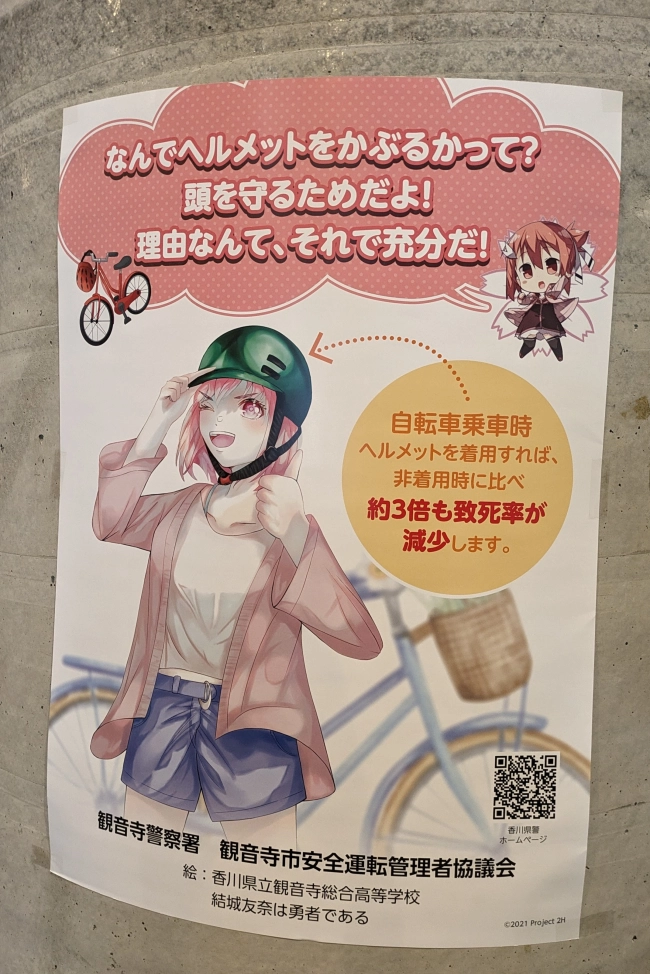 なんでヘルメットをかぶるかって?
頭を守るためだよ!
理由なんて、それで充分だ!
自転車乗車時
ヘルメットを着用すれば、
非着用時に比べ
約3倍も致死率が
減少します。
香川県警
ホームページ
観音寺警察署 観音寺市安全運転管理者協議会
絵:香川県立観音寺総合高等学校
結城友奈は勇者である
©2021 Project 2H